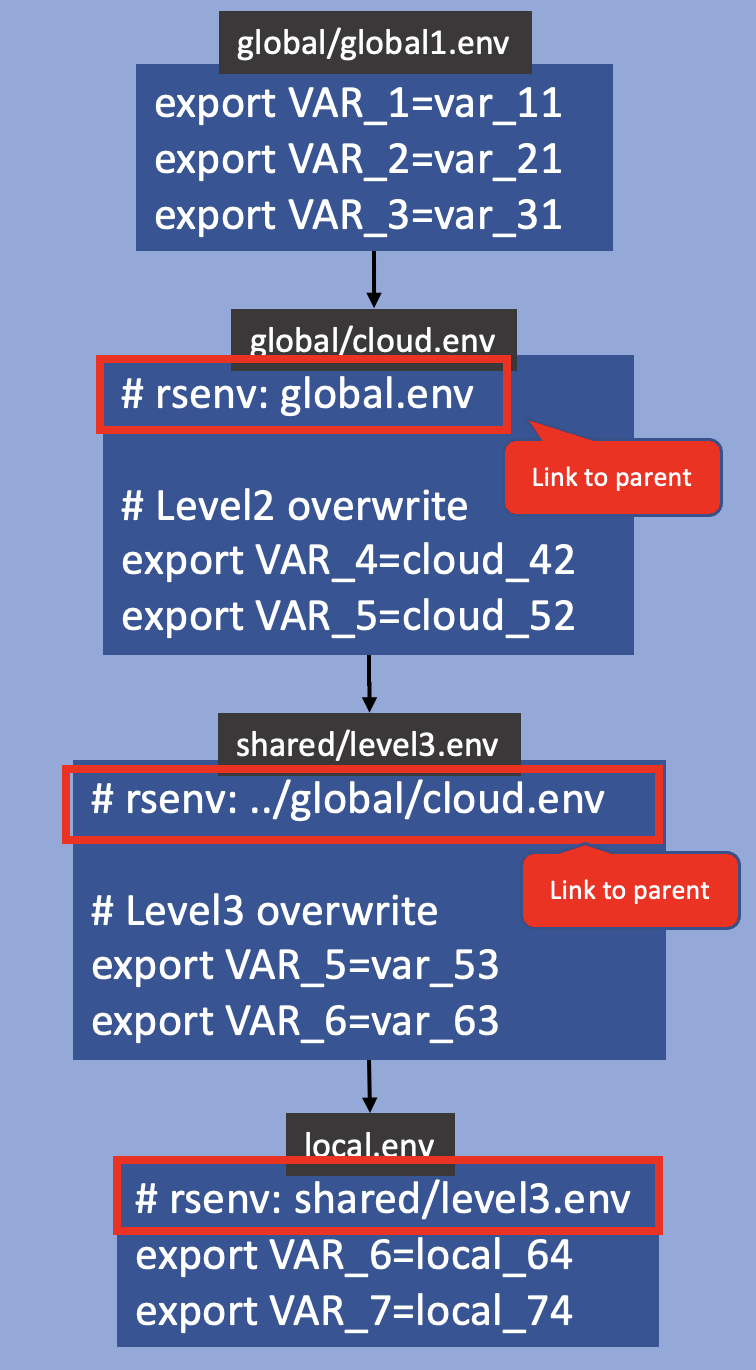 global/global1.env
export VAR_1=var_11
export VAR_2=var_21
export VAR_3=var_31
global/cloud.env
# rsenv: global.env
Link to parent
# Level2 overwrite
export VAR_4=cloud_42
export VAR_5=cloud_52
shared/level3.env
# rsenv: ../global/cloud.env
Link to parent
# Level3 overwrite
export VAR_5=var_53
export VAR_6=var_63
local.env
# rsenv: shared/level3.env
export VAR_6=local_64
export VAR_7=local_74